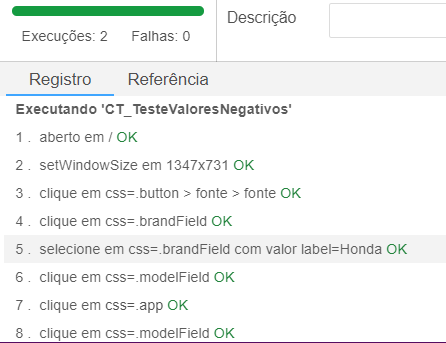 Execuções: 2 Falhas: 0
Descrição
Registro Referência
Executando 'CT_TesteValoresNegativos'
1 . aberto em / OK
2 . setWindowSize em 1347x731 OK
3 . clique em css=.button > fonte > fonte OK
4 . clique em css=.brandField OK
5 . selecione em css=.brandField com valor label=Honda OK
6 . clique em css=.modelField OK
7 . clique em css=.app OK
8 . clique em css=.modelField OK